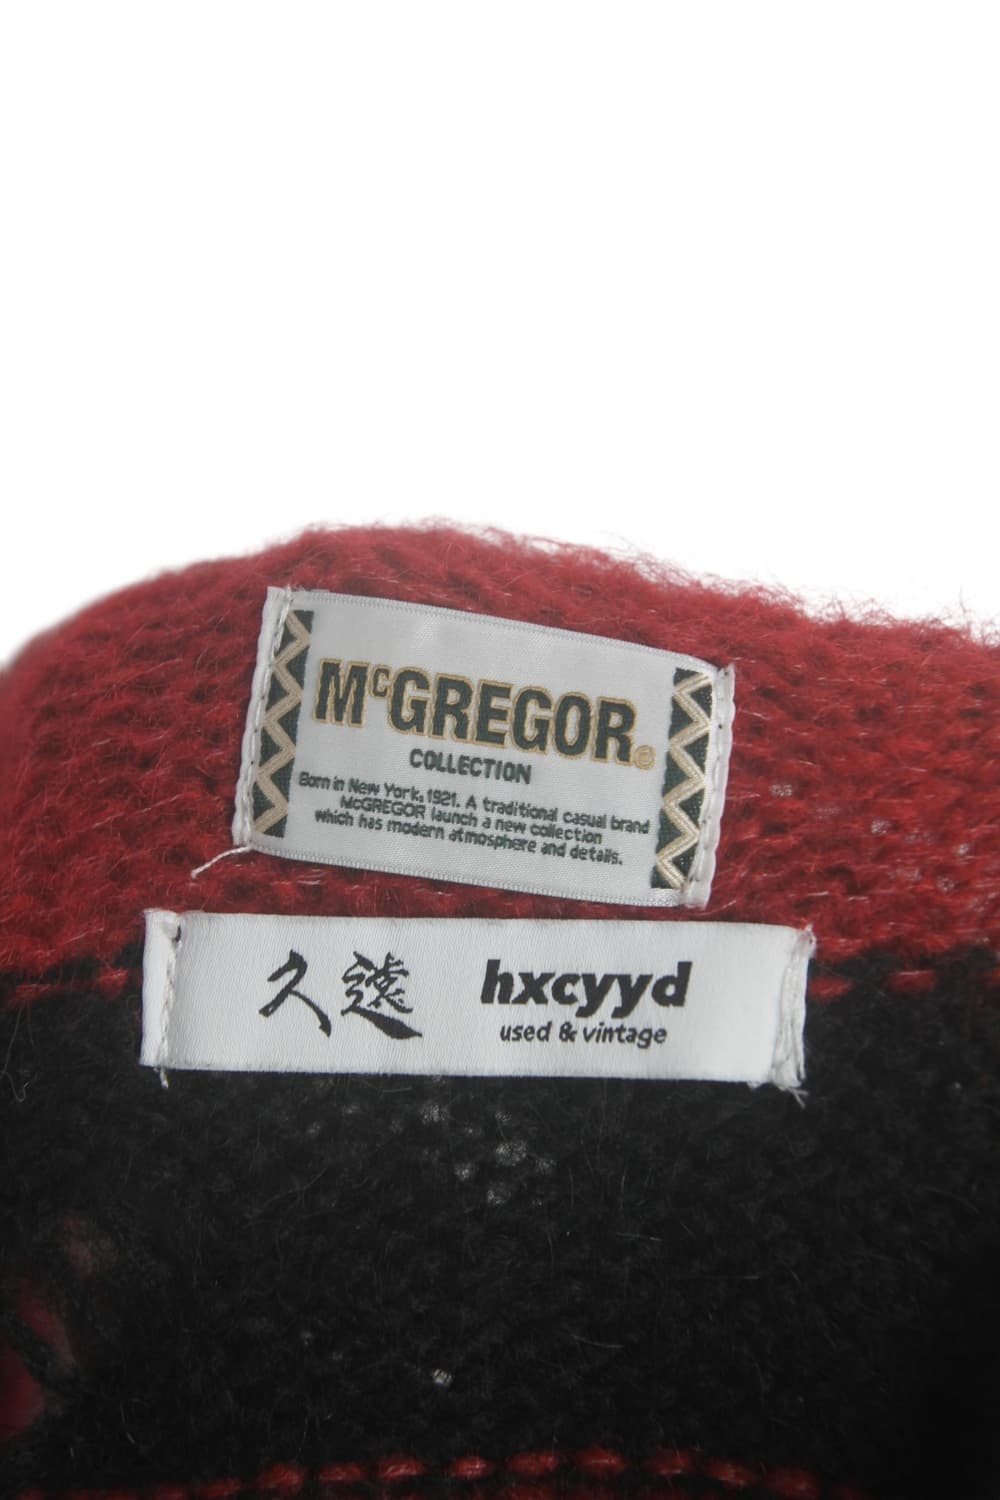 McGREGOR©
COLLECTION
Born in New York, 1921. A traditional casual brand
McGREGOR launch a new collection
which has modern atmosphere and details.
久遠 hxcyyd
used & vintage